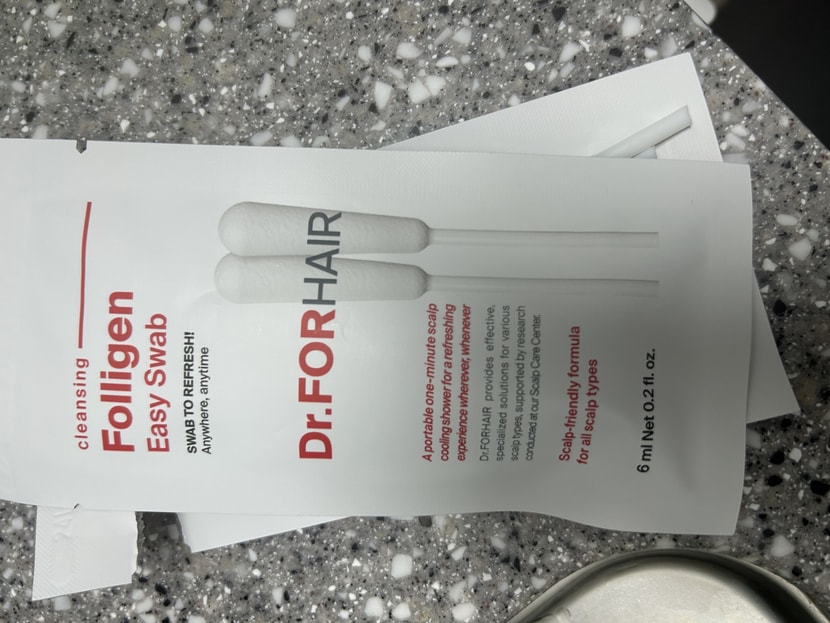 cleansing
Folligen
Easy Swab
SWAB TO REFRESH!
Anywhere, anytime
Dr.FORHAIR
A portable one-minute scalp
cooling shower for a refreshing
experience wherever, whenever
Dr.FORHAIR provides effective,
specialized solutions for various
scalp types, supported by research
conducted at our Scalp Care Center.
Scalp-friendly formula
for all scalp types
6 ml Net 0.2 fl. oz.